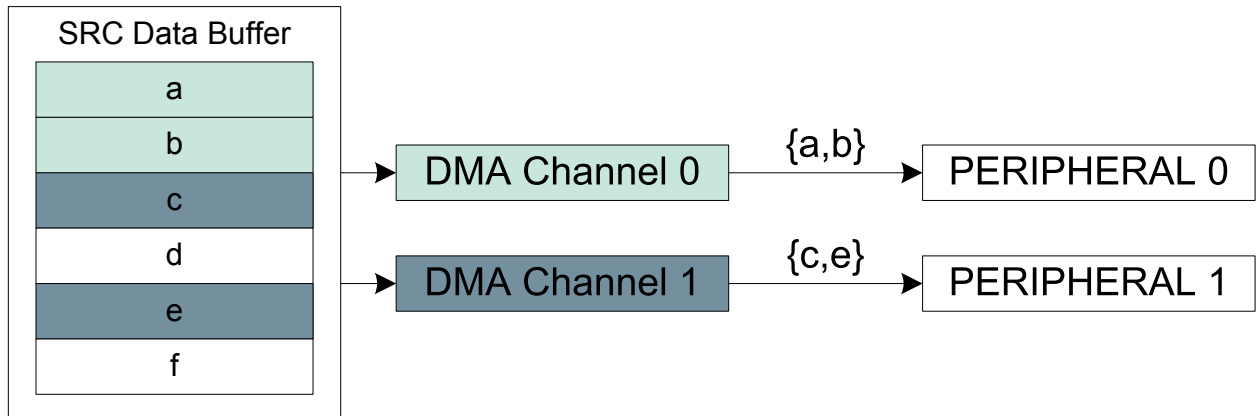 SRC Data Buffer
a
b
c
d
e
f
DMA Channel 0
{a,b}
PERIPHERAL 0
DMA Channel 1
{c,e}
PERIPHERAL 1